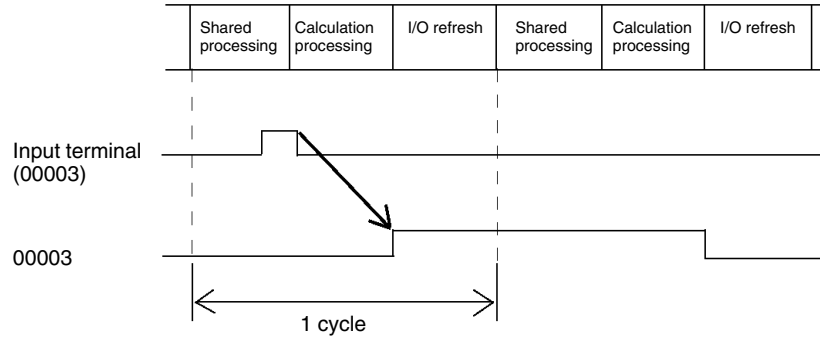 Shared processing
Calculation processing
I/O refresh
Shared processing
Calculation processing
I/O refresh
Input terminal
(00003)
00003
1 cycle